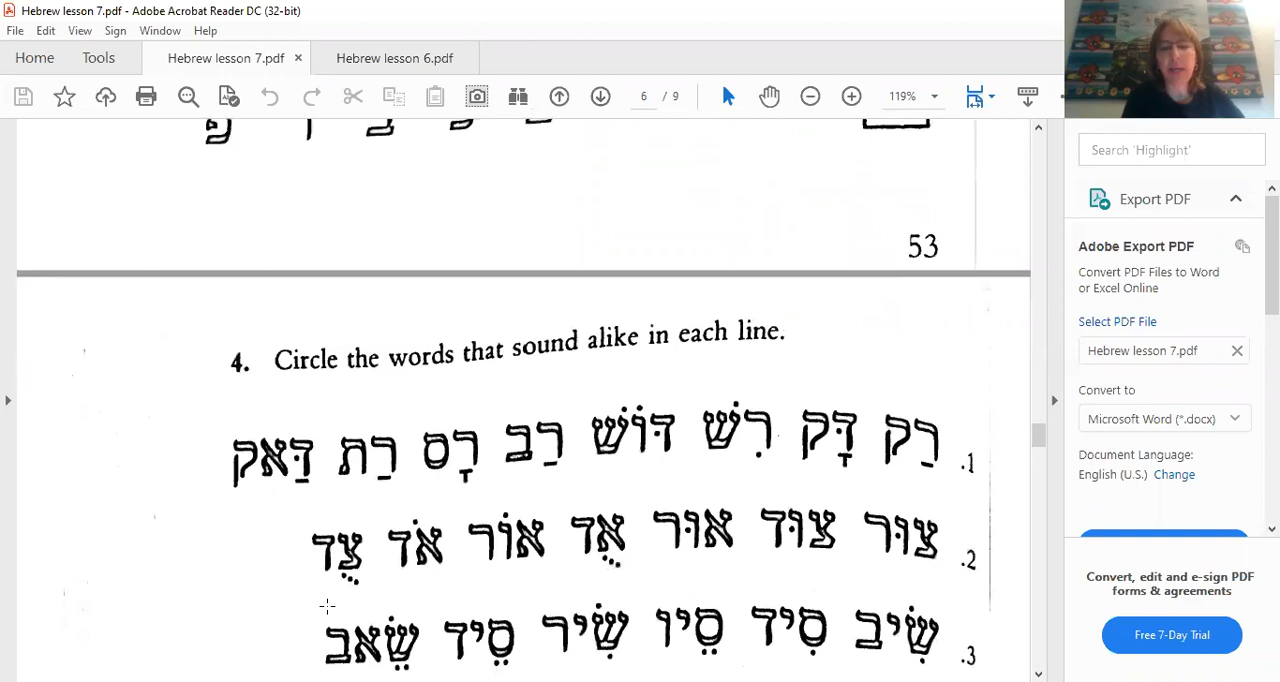 Hebrew lesson 7.pdf - Adobe Acrobat Reader DC (32-bit)
File Edit View Sign Window Help
Home Tools Hebrew lesson 7.pdf × Hebrew lesson 6.pdf
6 / 9 119%
Search 'Highlight'
Export PDF
53
Adobe Export PDF
Convert PDF Files to Word
or Excel Online
Select PDF File
Hebrew lesson 7.pdf
Convert to
Microsoft Word (*.docx)
Document Language:
English (U.S.) Change
Convert, edit and e-sign PDF
forms & agreements
Free 7-Day Trial
4. Circle the words that sound alike in each line.
1. רַק דָּק רִשׁ דּוֹשׁ רַב רָס רַת דַּאק
2. צוּר צוּד אוּר אֻד אוֹר אֹד צֻד
3. שִׂיב סִיד סֵיו שִׂיר סֵיד שֵׂאב